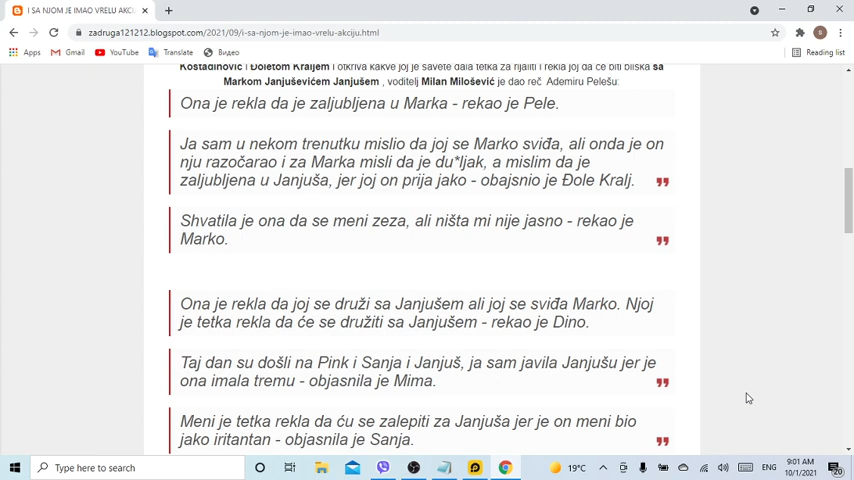 I SA NJOM JE IMAO VRELU AKCIJU.
zadruga121212.blogspot.com/2021/09/i-sa-njom-je-imao-vrelu-akciju.html
Apps Gmail YouTube Translate Видео Reading list
Kostadinović i Đoletom Kraljem i otkriva kakve joj je savete dala tetka za rijaliti i rekla joj da će biti bliska sa
Markom Janjuševićem Janjušem , voditelj Milan Milošević je dao reč Ademiru Pelešu:
Ona je rekla da je zaljubljena u Marka - rekao je Pele.
Ja sam u nekom trenutku mislio da joj se Marko sviđa, ali onda je on
nju razočarao i za Marka misli da je du*ljak, a mislim da je
zaljubljena u Janjuša, jer joj on prija jako - obajsnio je Đole Kralj.
Shvatila je ona da se meni zeza, ali ništa mi nije jasno - rekao je
Marko.
Ona je rekla da joj se druži sa Janjušem ali joj se sviđa Marko. Njoj
je tetka rekla da će se družiti sa Janjušem - rekao je Dino.
Taj dan su došli na Pink i Sanja i Janjuš, ja sam javila Janjušu jer je
ona imala tremu - objasnila je Mima.
Meni je tetka rekla da ću se zalepiti za Janjuša jer je on meni bio
jako iritantan - objasnila je Sanja.
Type here to search
19°C
ENG
9:01 AM
10/1/2021
20